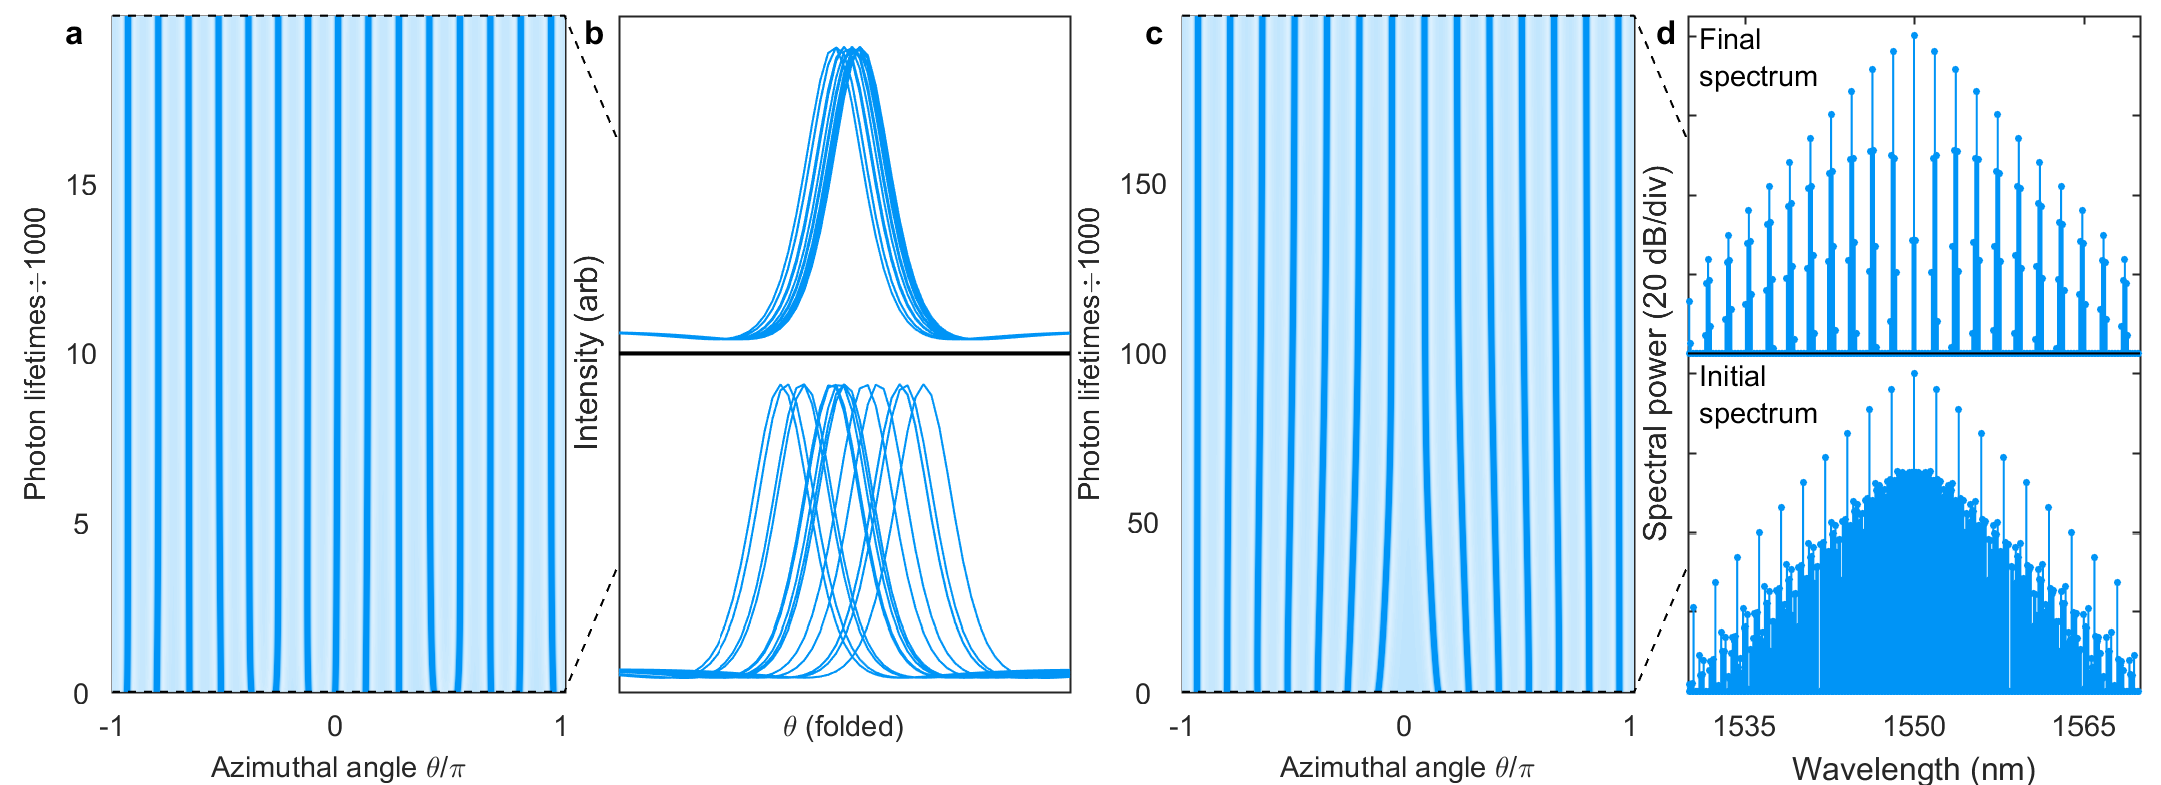 a
Photon lifetimes÷1000
15
10
5
0
-1
0
1
Azimuthal angle θ/π
b
Intensity (arb)
θ (folded)
c
Photon lifetimes÷1000
150
100
50
0
-1
0
1
Azimuthal angle θ/π
d
Spectral power (20 dB/div)
Final
spectrum
Initial
spectrum
1535
1550
1565
Wavelength (nm)